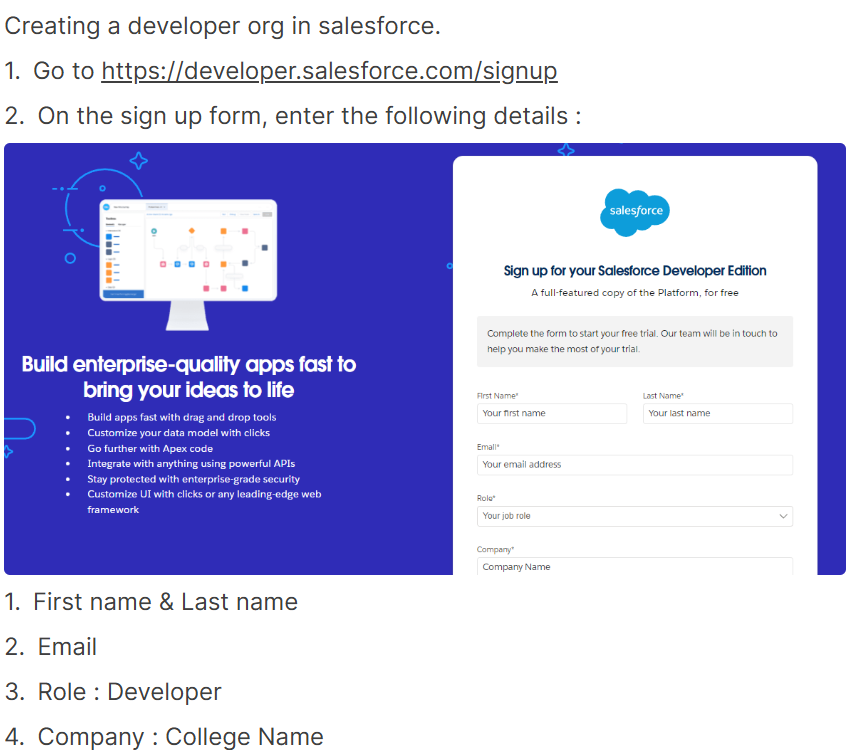 Creating a developer org in salesforce.
1. Go to https://developer.salesforce.com/signup
2. On the sign up form, enter the following details :
salesforce
Sign up for your Salesforce Developer Edition
A full-featured copy of the Platform, for free
Complete the form to start your free trial. Our team will be in touch to
help you make the most of your trial.
Build enterprise-quality apps fast to
bring your ideas to life
• Build apps fast with drag and drop tools
• Customize your data model with clicks
• Go further with Apex code
• Integrate with anything using powerful APIs
• Stay protected with enterprise-grade security
• Customize UI with clicks or any leading-edge web
framework
First Name* Last Name*
Your first name Your last name
Email*
Your email address
Role*
Your job role
Company*
Company Name
1. First name & Last name
2. Email
3. Role : Developer
4. Company : College Name